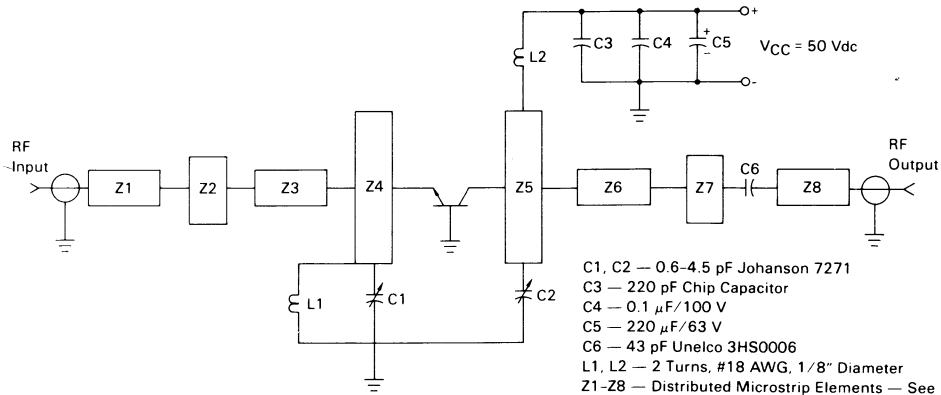 C3
C4
+
C5
−
+
VCC = 50 Vdc
-
L2
RF
Input
Z1
Z2
Z3
Z4
Z5
Z6
Z7
C6
Z8
RF
Output
L1
C1
C2
C1, C2 — 0.6-4.5 pF Johanson 7271
C3 — 220 pF Chip Capacitor
C4 — 0.1 μF/100 V
C5 — 220 μF/63 V
C6 — 43 pF Unelco 3HS0006
L1, L2 — 2 Turns, #18 AWG, 1/8" Diameter
Z1-Z8 — Distributed Microstrip Elements — See